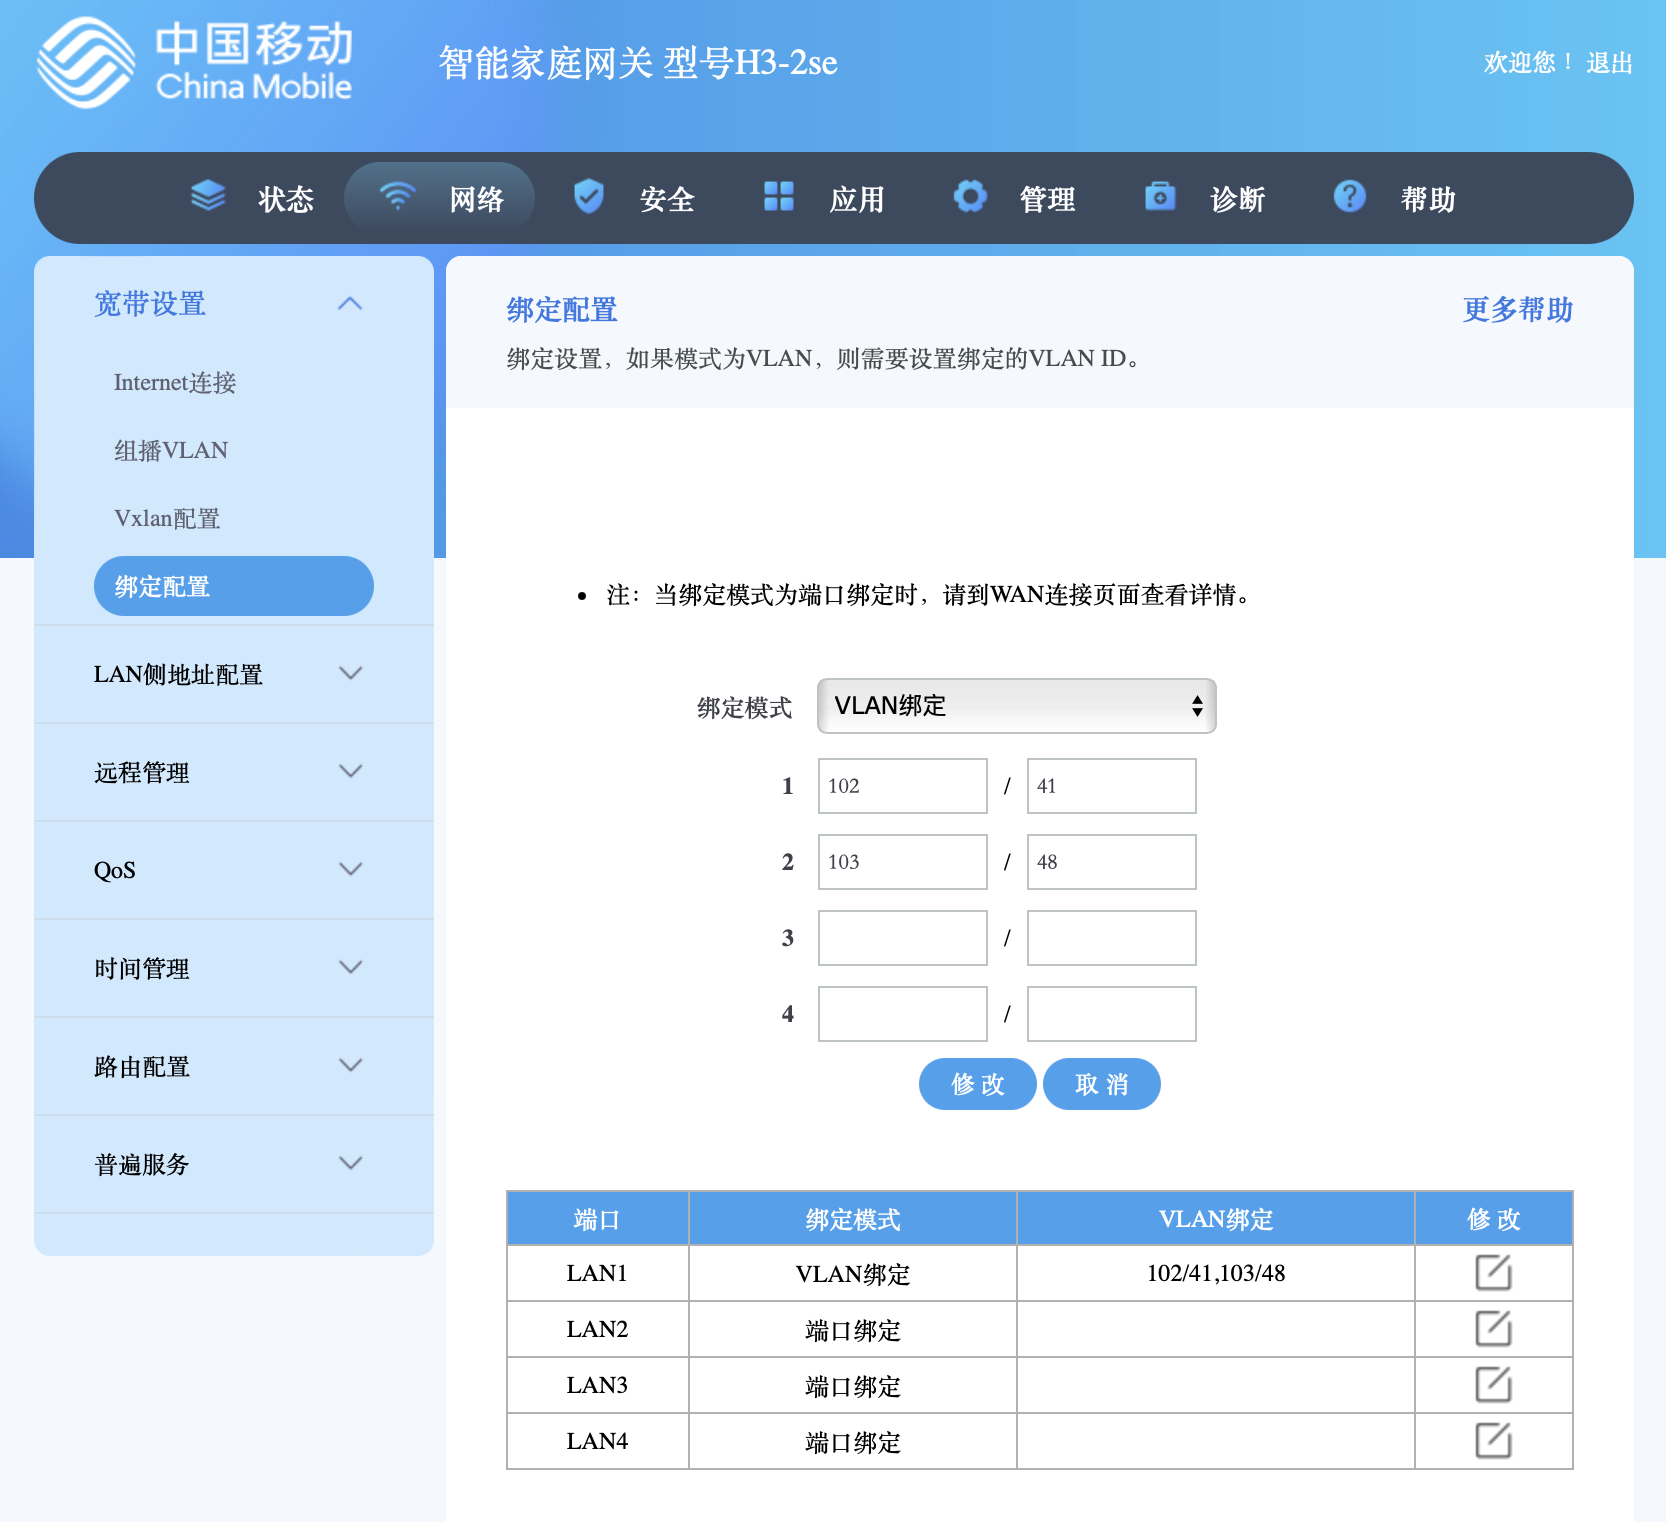 中国移动
China Mobile
智能家庭网关 型号H3-2se
欢迎您！ 退出
状态 网络 安全 应用 管理 诊断 帮助
宽带设置
Internet连接
组播VLAN
Vxlan配置
绑定配置
LAN侧地址配置
远程管理
QoS
时间管理
路由配置
普遍服务
绑定配置 更多帮助
绑定设置，如果模式为VLAN，则需要设置绑定的VLAN ID。
• 注：当绑定模式为端口绑定时，请到WAN连接页面查看详情。
绑定模式 VLAN绑定
1 102 / 41
2 103 / 48
3 /
4 /
修 改 取 消
端口 绑定模式 VLAN绑定 修 改
LAN1 VLAN绑定 102/41,103/48
LAN2 端口绑定
LAN3 端口绑定
LAN4 端口绑定